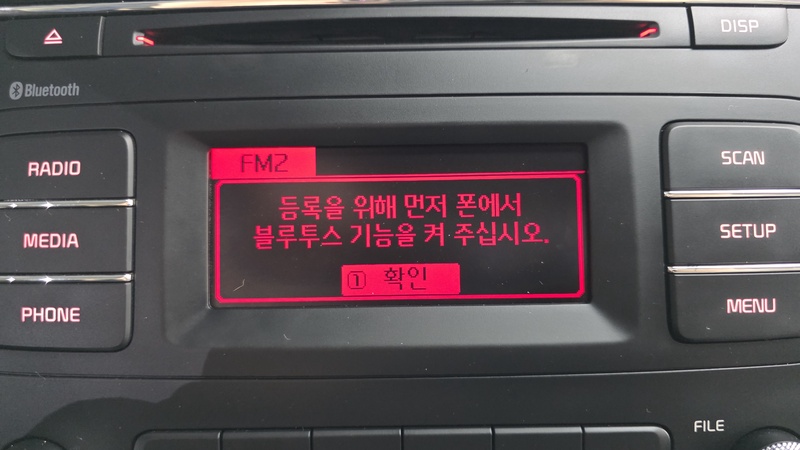 DISP
Bluetooth
RADIO
MEDIA
PHONE
FM2
등록을 위해 먼저 폰에서
블루투스 기능을 켜 주십시오.
1 확인
SCAN
SETUP
MENU
FILE